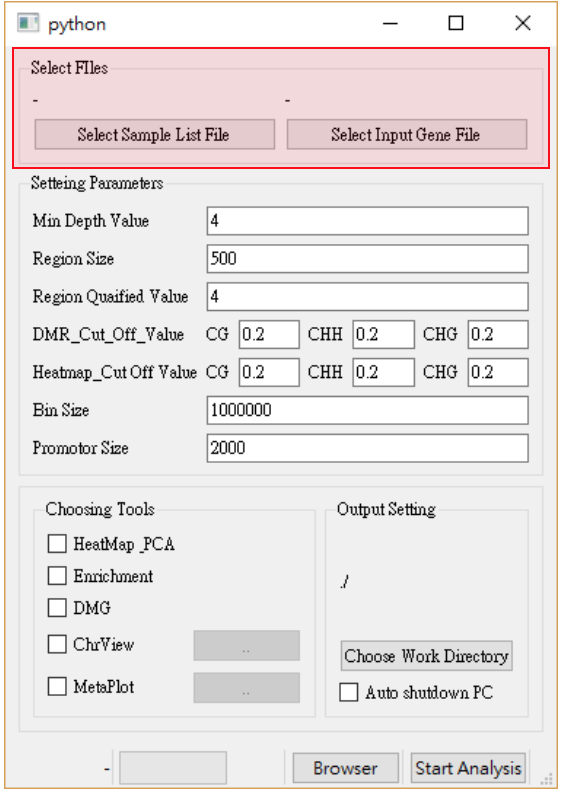 python
Select FIles
- -
Select Sample List File Select Input Gene File
Setteing Parameters
Min Depth Value 4
Region Size 500
Region Quaified Value 4
DMR_Cut_Off_Value CG 0.2 CHH 0.2 CHG 0.2
Heatmap_Cut Off Value CG 0.2 CHH 0.2 CHG 0.2
Bin Size 1000000
Promotor Size 2000
Choosing Tools
HeatMap _PCA
Enrichment
DMG
ChrView ..
MetaPlot ..
Output Setting
./
Choose Work Directory
Auto shutdown PC
- Browser Start Analysis